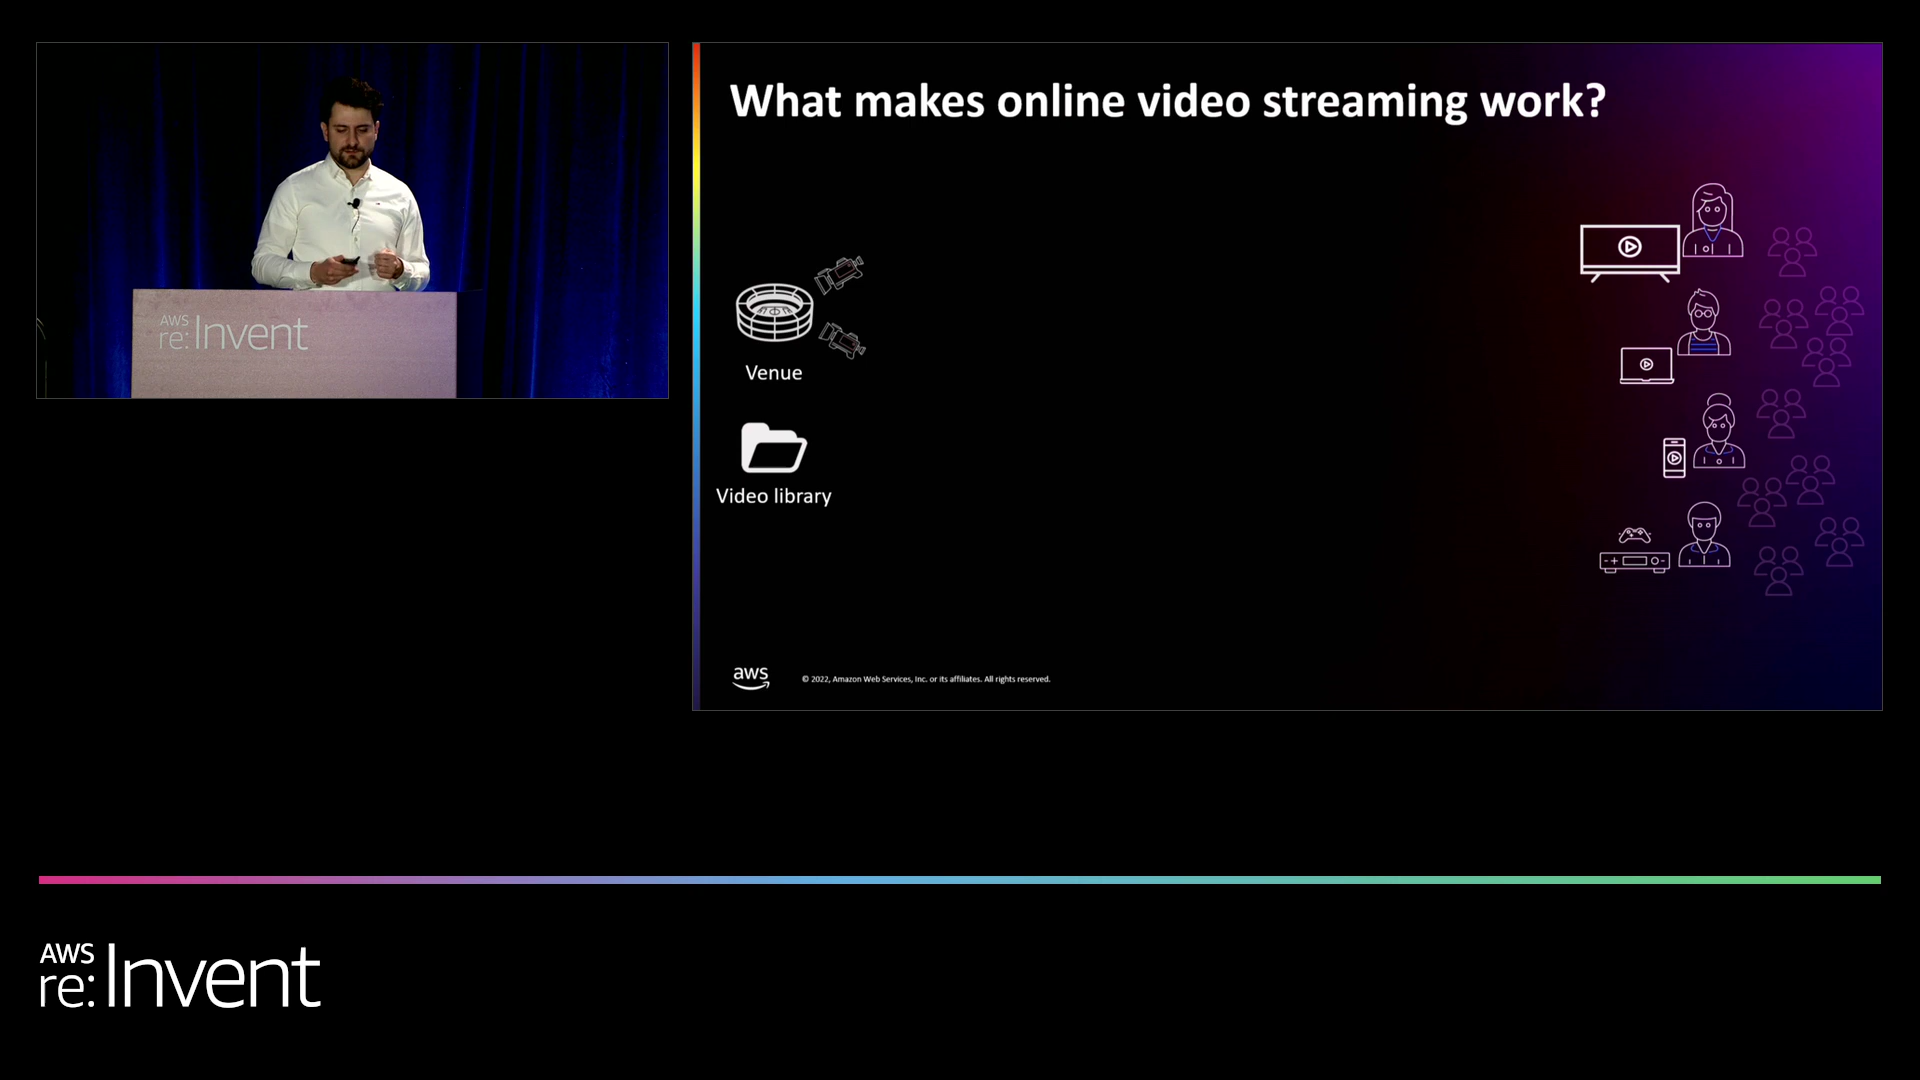 AWS
re:Invent
What makes online video streaming work?
Venue
Video library
aws
© 2022, Amazon Web Services, Inc. or its affiliates. All rights reserved.
AWS
re:Invent